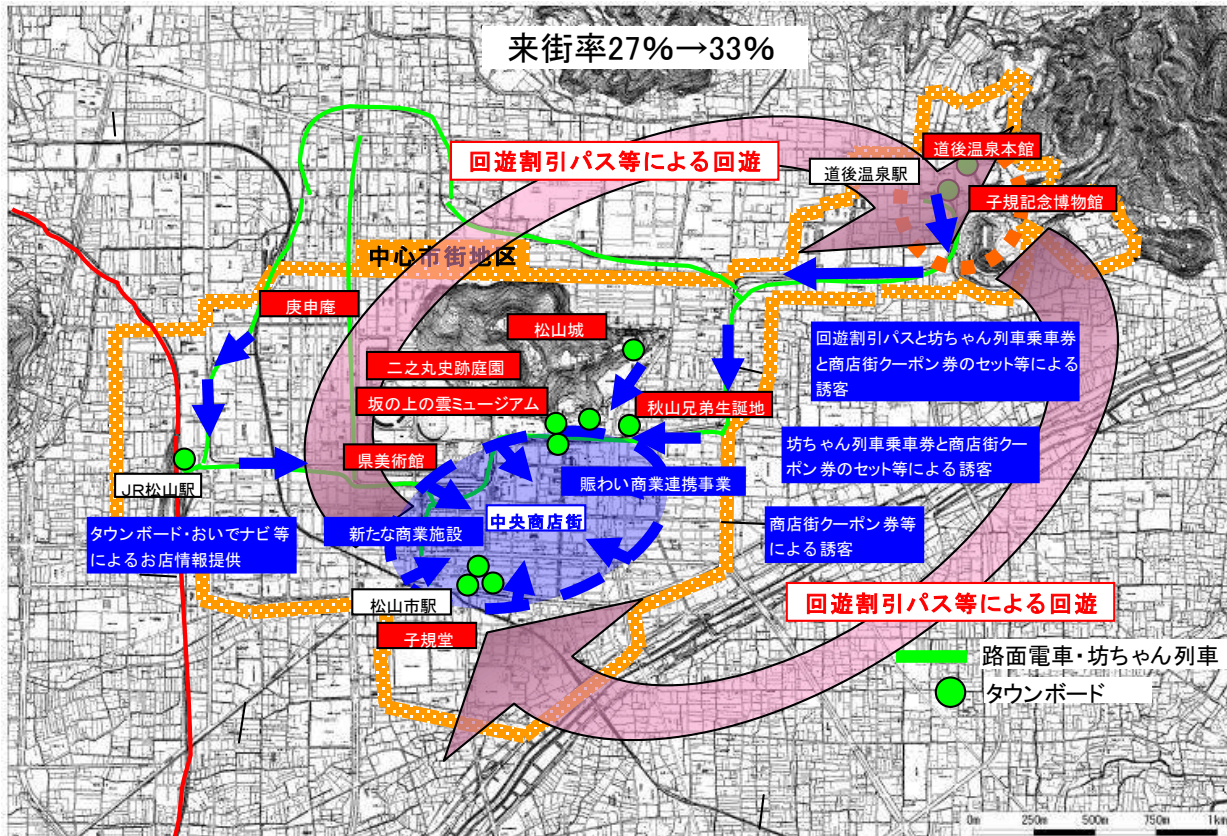 来街率27%→33%
回遊割引パス等による回遊
道後温泉本館
道後温泉駅
子規記念博物館
中心市街地区
庚申庵
松山城
回遊割引パスと坊ちゃん列車乗車券
と商店街クーポン券のセット等による
誘客
二之丸史跡庭園
坂の上の雲ミュージアム
秋山兄弟生誕地
県美術館
坊ちゃん列車乗車券と商店街クー
ポン券のセット等による誘客
JR松山駅
賑わい商業連携事業
中央商店街
新たな商業施設
タウンボード・おいでナビ等
によるお店情報提供
商店街クーポン券等
による誘客
松山市駅
子規堂
回遊割引パス等による回遊
路面電車・坊ちゃん列車
タウンボード
0m 250m 500m 750m 1km